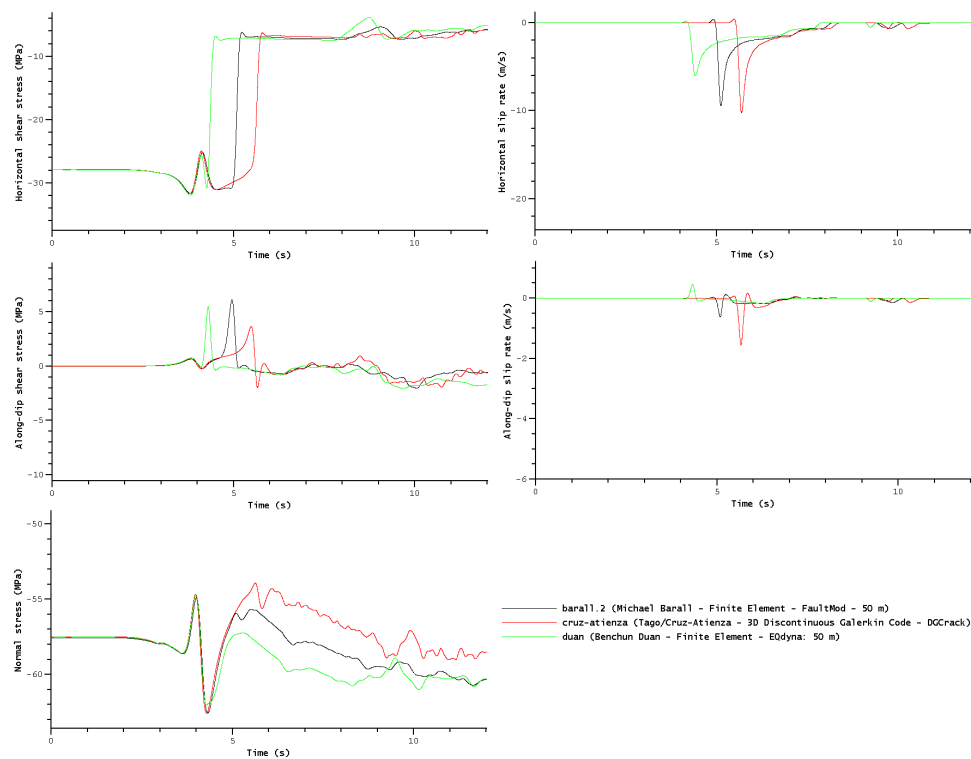 Horizontal shear stress (MPa)
-10
-20
-30
0
5
10
Time (s)
Horizontal slip rate (m/s)
0
-10
-20
0
5
10
Time (s)
Along-dip shear stress (MPa)
5
0
-5
-10
0
5
10
Time (s)
Along-dip slip rate (m/s)
0
-2
-4
-6
0
5
10
Time (s)
Normal stress (MPa)
-50
-55
-60
0
5
10
Time (s)
barall.2 (Michael Barall - Finite Element - FaultMod - 50 m)
cruz-atienza (Tago/Cruz-Atienza - 3D Discontinuous Galerkin Code - DGCrack)
duan (Benchun Duan - Finite Element - EQdyna: 50 m)